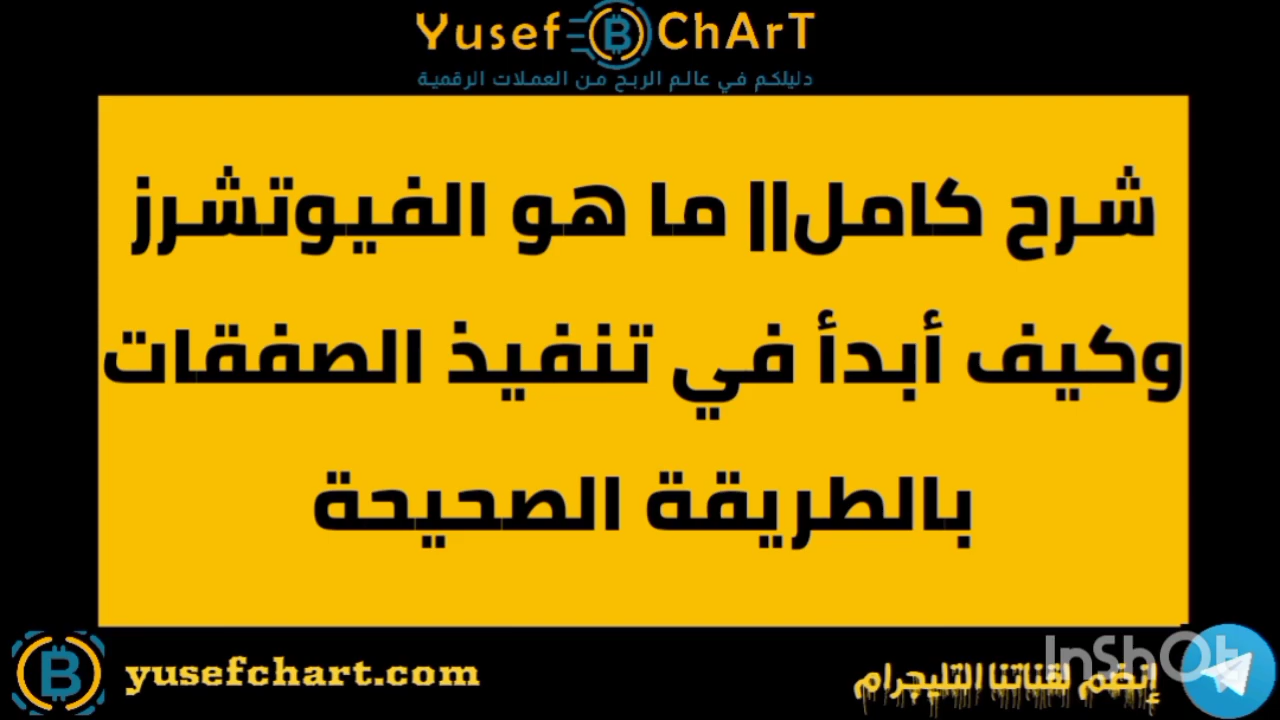 Yusef ChArT
دليلكم في عالم الربح من العملات الرقمية
شرح كامل|| ما هو الفيوتشرز
وكيف أبدأ في تنفيذ الصفقات
بالطريقة الصحيحة
yusefchart.com
إنظم لقناتنا التليجرام
InShOt